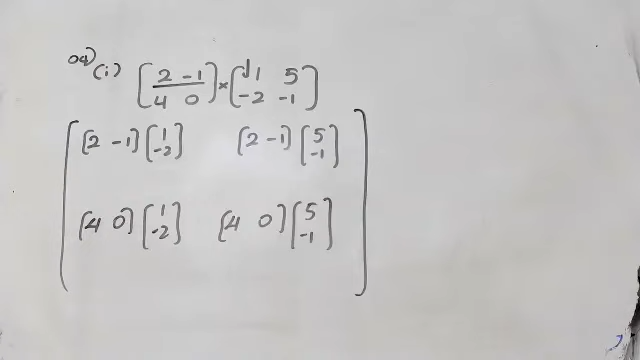 04) (i) [2 -1
4 0] × [1 5
-2 -1]
[[2 -1] [1
-2] [2 -1] [5
-1]
[4 0] [1
-2] [4 0] [5
-1]]